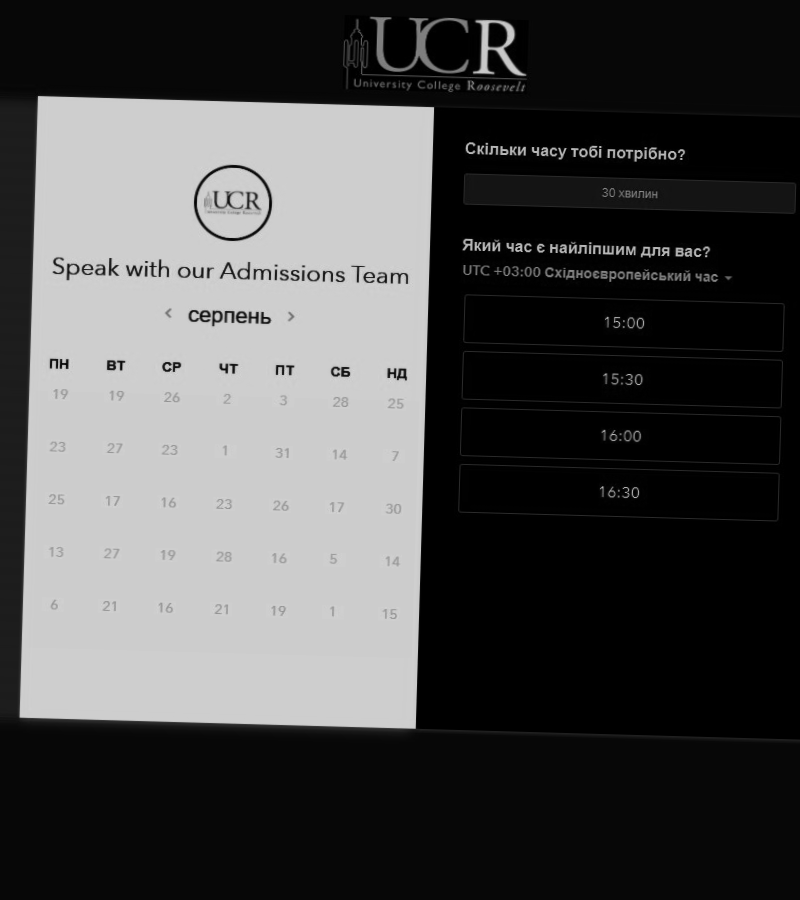 UCR
University College Roosevelt
UCR
University College Roosevelt
Speak with our Admissions Team
серпень
ПН ВТ СР ЧТ ПТ СБ НД
19 19 26 2 3 28 25
23 27 23 1 31 14 7
25 17 16 23 26 17 30
13 27 19 28 16 5 14
6 21 16 21 19 1 15
Скільки часу тобі потрібно?
30 хвилин
Який час є найліпшим для вас?
UTC +03:00 Східноєвропейський час
15:00
15:30
16:00
16:30